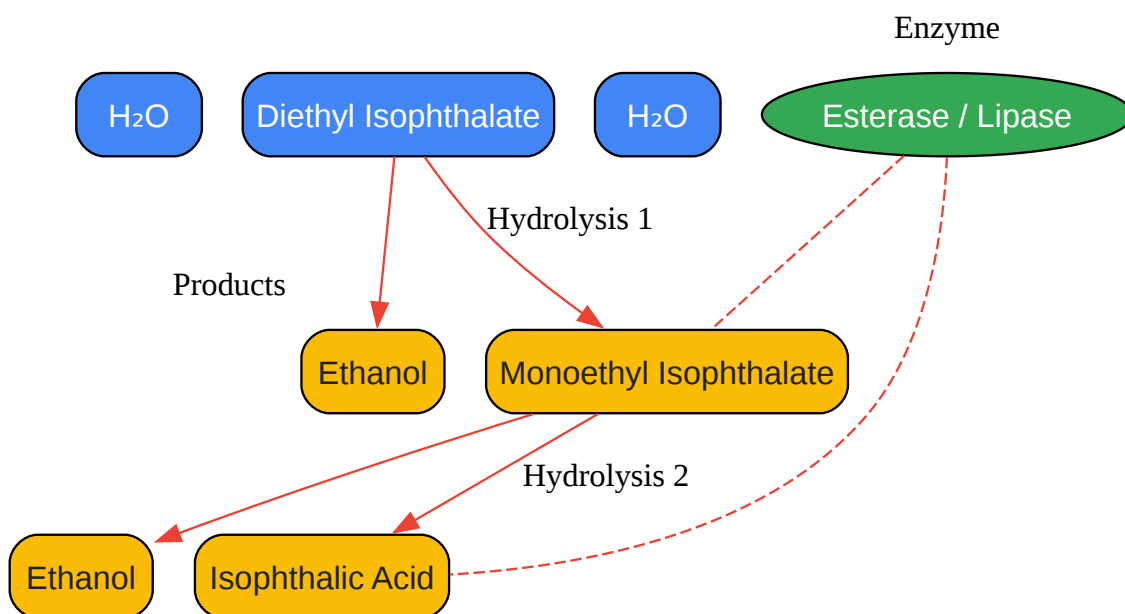 Enzyme
H₂O
Diethyl Isophthalate
H₂O
Esterase / Lipase
Hydrolysis 1
Products
Ethanol
Monoethyl Isophthalate
Hydrolysis 2
Ethanol
Isophthalic Acid